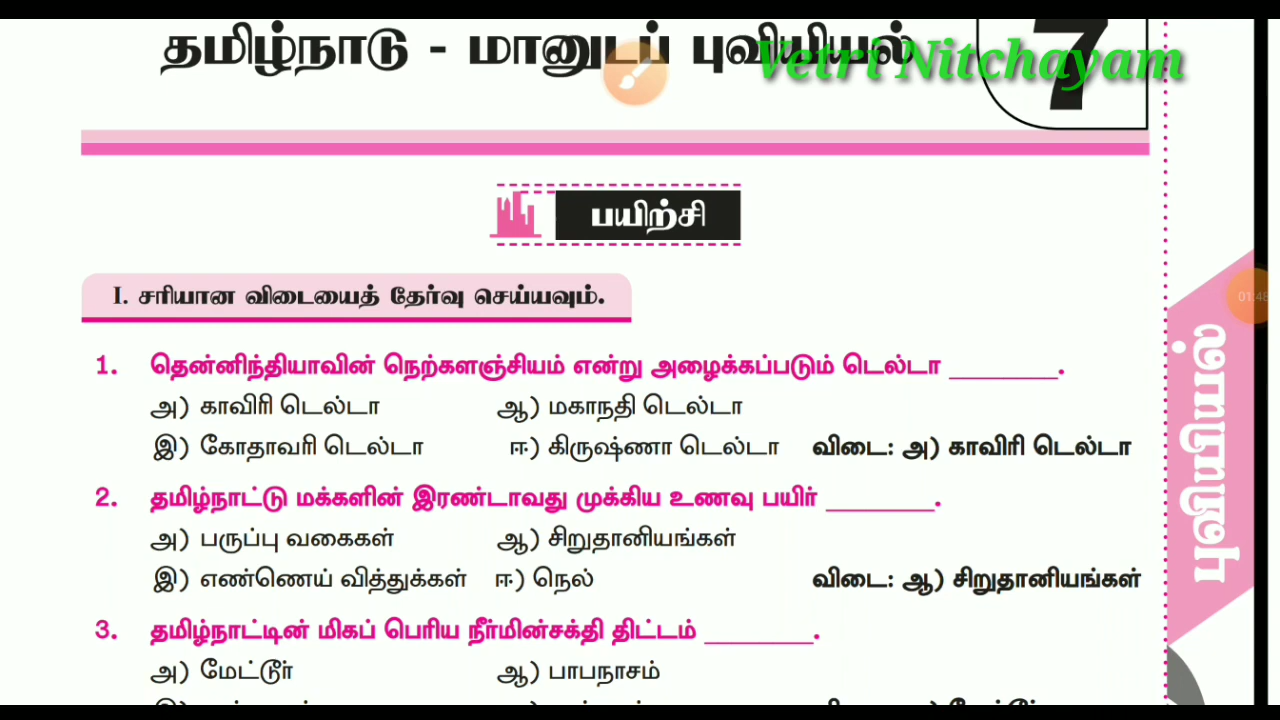 தமிழ்நாடு - மானுடப் புவியியல்
7
Vetri Nitchayam
பயிற்சி
I. சரியான விடையைத் தேர்வு செய்யவும்.
1. தென்னிந்தியாவின் நெற்களஞ்சியம் என்று அழைக்கப்படும் டெல்டா ________.
அ) காவிரி டெல்டா ஆ) மகாநதி டெல்டா
இ) கோதாவரி டெல்டா ஈ) கிருஷ்ணா டெல்டா விடை: அ) காவிரி டெல்டா
2. தமிழ்நாட்டு மக்களின் இரண்டாவது முக்கிய உணவு பயிர் ________.
அ) பருப்பு வகைகள் ஆ) சிறுதானியங்கள்
இ) எண்ணெய் வித்துக்கள் ஈ) நெல் விடை: ஆ) சிறுதானியங்கள்
3. தமிழ்நாட்டின் மிகப் பெரிய நீர்மின்சக்தி திட்டம் ________.
அ) மேட்டூர் ஆ) பாபநாசம்
01:48
புவியியல்